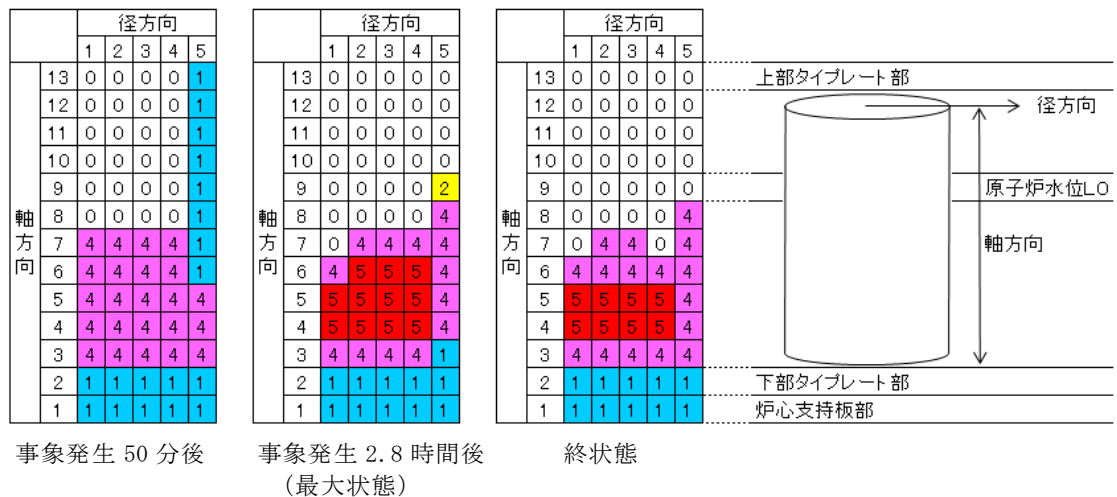 径方向
1 2 3 4 5
軸方向
13 0 0 0 0 1
12 0 0 0 0 1
11 0 0 0 0 1
10 0 0 0 0 1
9 0 0 0 0 1
8 0 0 0 0 1
7 4 4 4 4 1
6 4 4 4 4 1
5 4 4 4 4 4
4 4 4 4 4 4
3 4 4 4 4 4
2 1 1 1 1 1
1 1 1 1 1 1
事象発生 50 分後
径方向
1 2 3 4 5
軸方向
13 0 0 0 0 0
12 0 0 0 0 0
11 0 0 0 0 0
10 0 0 0 0 0
9 0 0 0 0 2
8 0 0 0 0 4
7 0 4 4 4 4
6 4 5 5 5 4
5 5 5 5 5 4
4 5 5 5 5 4
3 4 4 4 4 1
2 1 1 1 1 1
1 1 1 1 1 1
事象発生 2.8 時間後
(最大状態)
径方向
1 2 3 4 5
軸方向
13 0 0 0 0 0
12 0 0 0 0 0
11 0 0 0 0 0
10 0 0 0 0 0
9 0 0 0 0 0
8 0 0 0 0 4
7 0 4 4 0 4
6 4 4 4 4 4
5 5 5 5 5 4
4 5 5 5 5 4
3 4 4 4 4 4
2 1 1 1 1 1
1 1 1 1 1 1
終状態
上部タイプレート部
径方向
原子炉水位L0
軸方向
下部タイプレート部
炉心支持板部